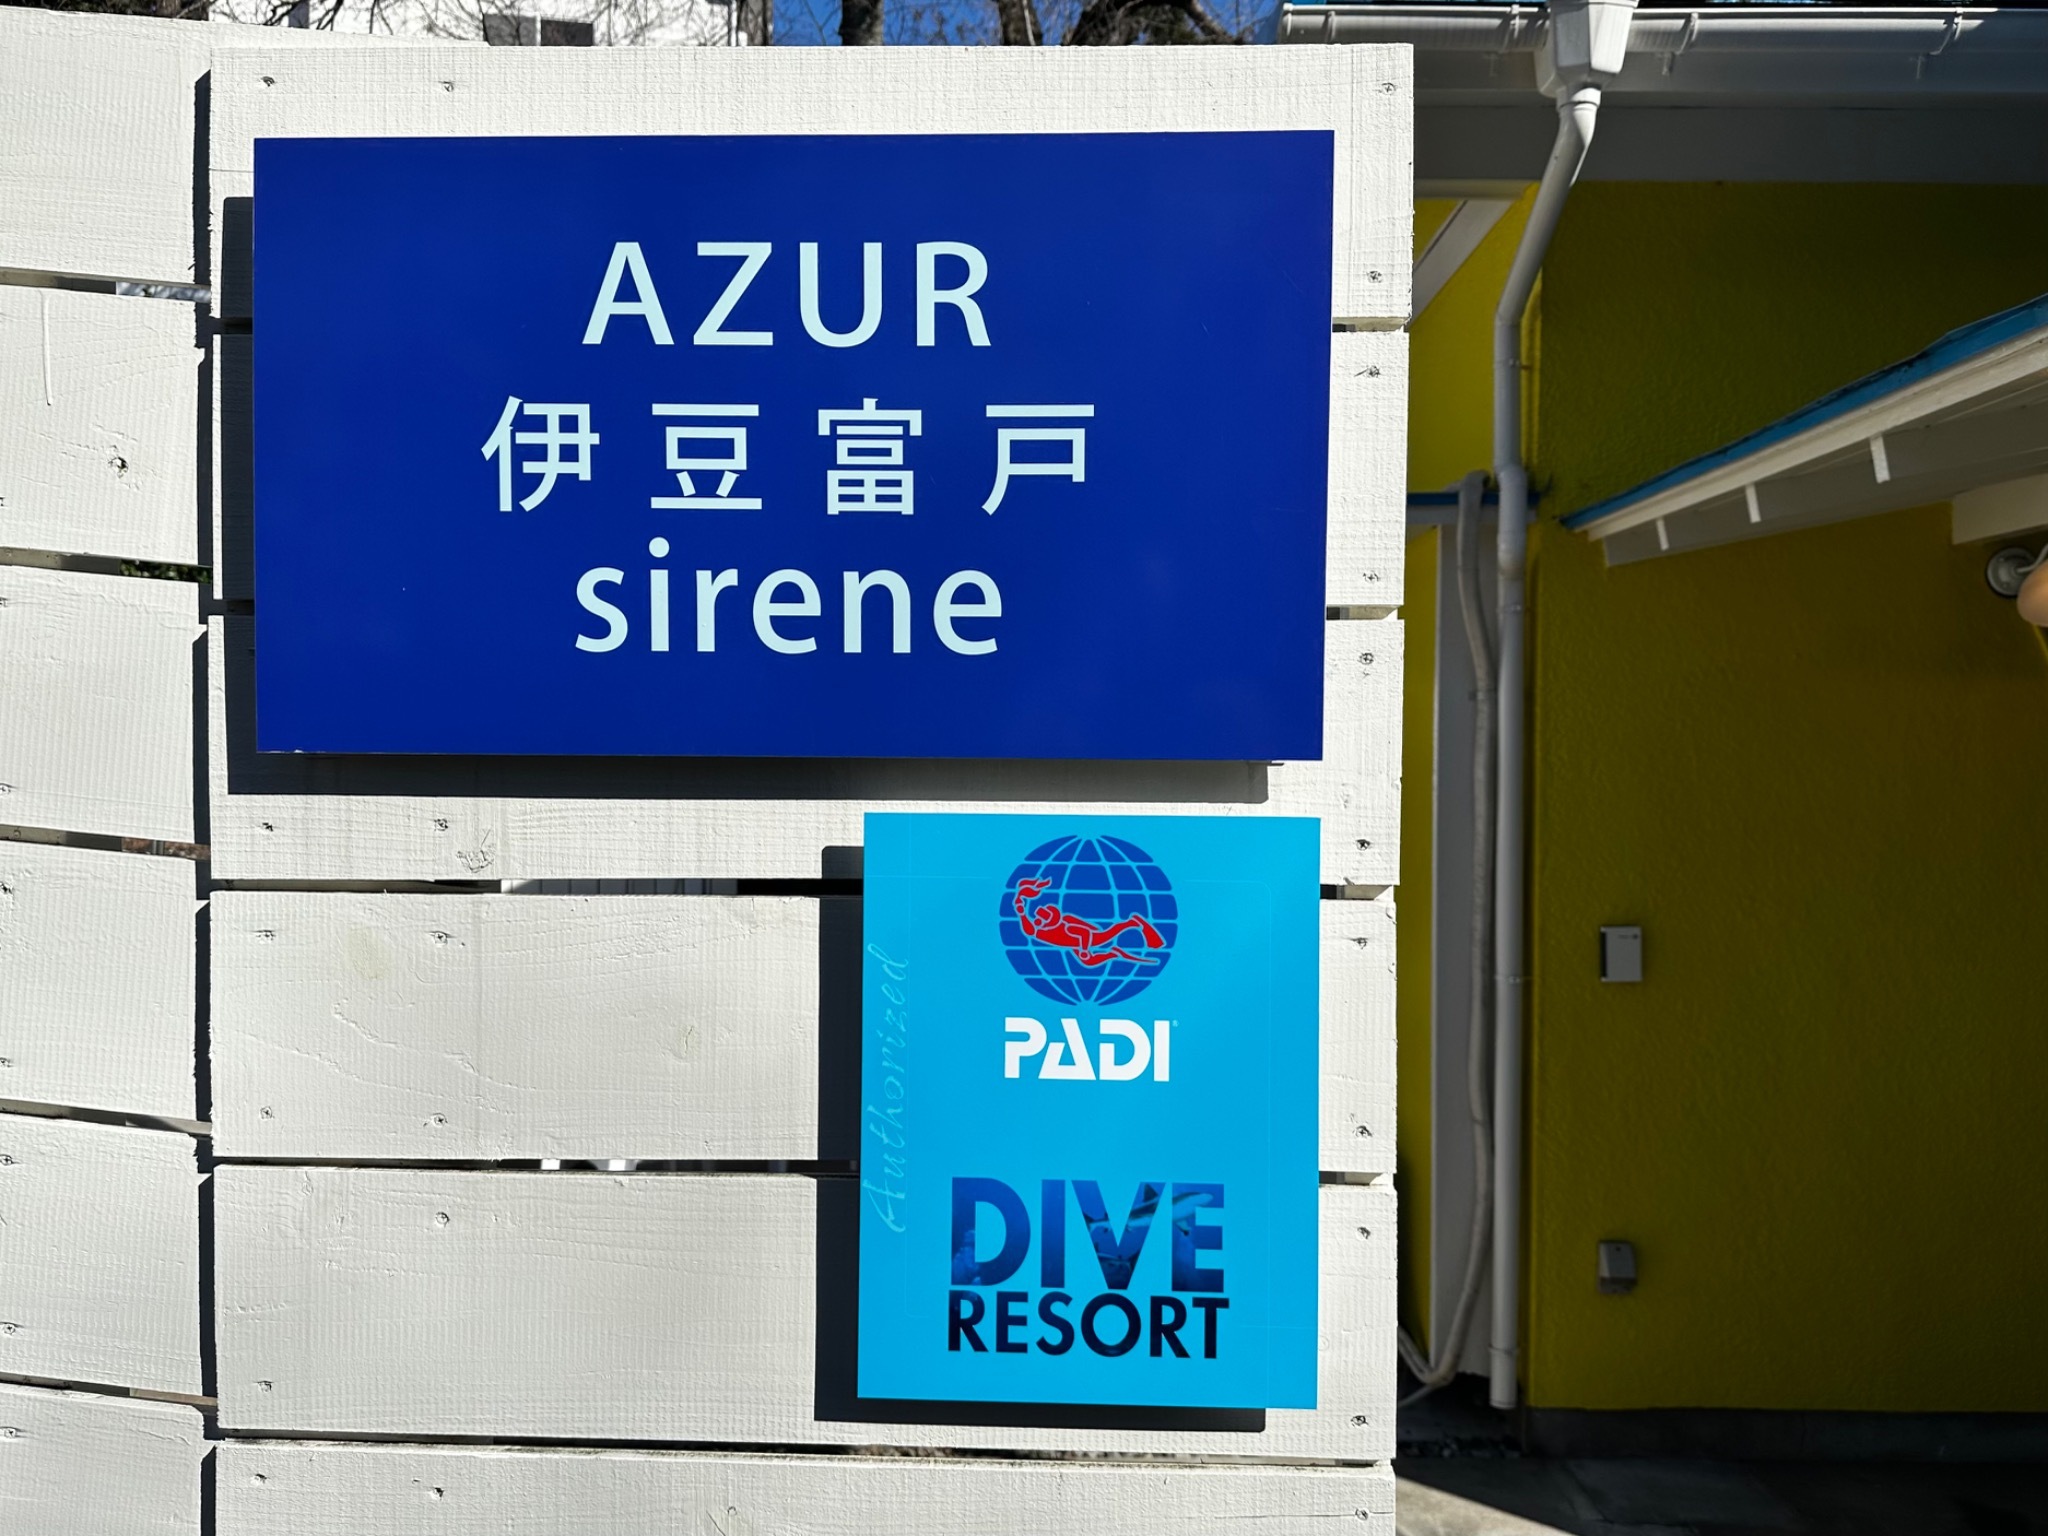 AZUR
伊豆富戸
sirene
PADI®
Authorized
DIVE
RESORT